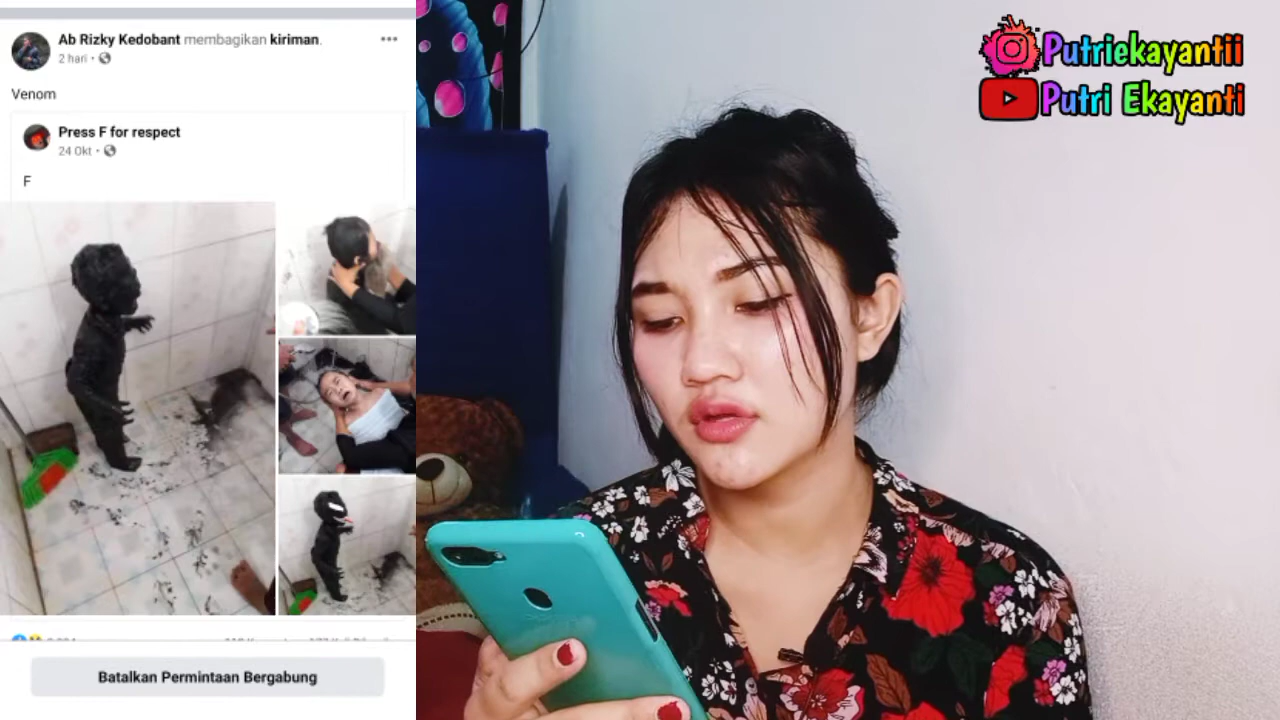 Ab Rizky Kedobant membagikan kiriman.
2 hari
Venom
Press F for respect
24 Okt
F
Batalkan Permintaan Bergabung
Putriekayantii
Putri Ekayanti